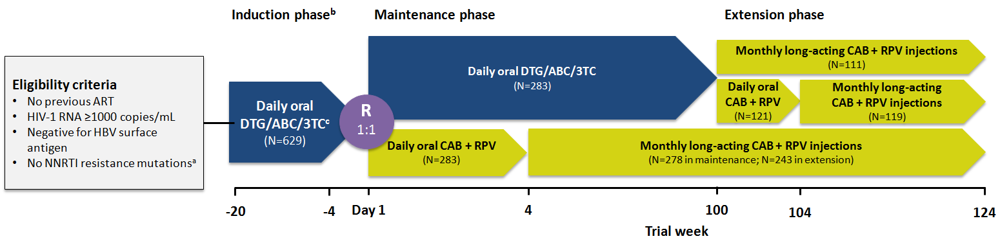 Induction phaseᵇ
Maintenance phase
Extension phase
Eligibility criteria
• No previous ART
• HIV-1 RNA ≥1000 copies/mL
• Negative for HBV surface
antigen
• No NNRTI resistance mutationsᵃ
Daily oral
DTG/ABC/3TCᶜ
(N=629)
R
1:1
Daily oral DTG/ABC/3TC
(N=283)
Daily oral CAB + RPV
(N=283)
Monthly long-acting CAB + RPV injections
(N=278 in maintenance; N=243 in extension)
Monthly long-acting CAB + RPV injections
(N=111)
Daily oral
CAB + RPV
(N=121)
Monthly long-acting
CAB + RPV injections
(N=119)
-20
-4
Day 1
4
100
104
124
Trial week